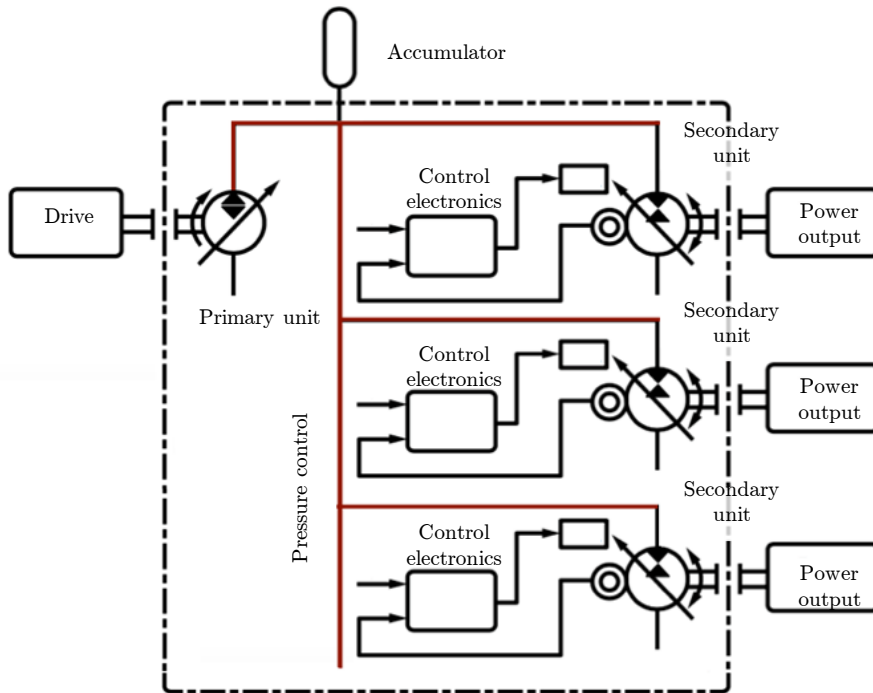 Accumulator
Secondary
unit
Control
electronics
Drive
Power
output
Primary unit
Secondary
unit
Control
electronics
Power
output
Pressure control
Secondary
unit
Control
electronics
Power
output